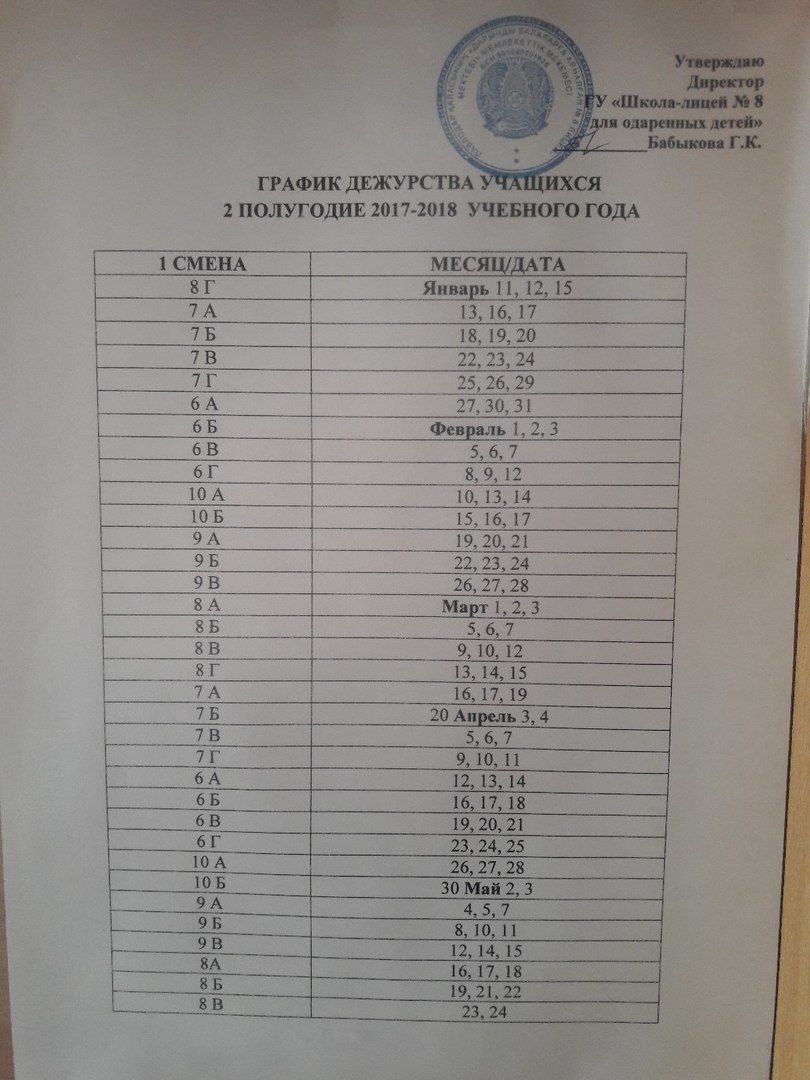 Утверждаю
Директор
ГУ «Школа-лицей № 8
для одаренных детей»
Бабыкова Г.К.
ГРАФИК ДЕЖУРСТВА УЧАЩИХСЯ
2 ПОЛУГОДИЕ 2017-2018 УЧЕБНОГО ГОДА
1 СМЕНА МЕСЯЦ/ДАТА
8 Г Январь 11, 12, 15
7 А 13, 16, 17
7 Б 18, 19, 20
7 В 22, 23, 24
7 Г 25, 26, 29
6 А 27, 30, 31
6 Б Февраль 1, 2, 3
6 В 5, 6, 7
6 Г 8, 9, 12
10 А 10, 13, 14
10 Б 15, 16, 17
9 А 19, 20, 21
9 Б 22, 23, 24
9 В 26, 27, 28
8 А Март 1, 2, 3
8 Б 5, 6, 7
8 В 9, 10, 12
8 Г 13, 14, 15
7 А 16, 17, 19
7 Б 20 Апрель 3, 4
7 В 5, 6, 7
7 Г 9, 10, 11
6 А 12, 13, 14
6 Б 16, 17, 18
6 В 19, 20, 21
6 Г 23, 24, 25
10 А 26, 27, 28
10 Б 30 Май 2, 3
9 А 4, 5, 7
9 Б 8, 10, 11
9 В 12, 14, 15
8А 16, 17, 18
8 Б 19, 21, 22
8 В 23, 24